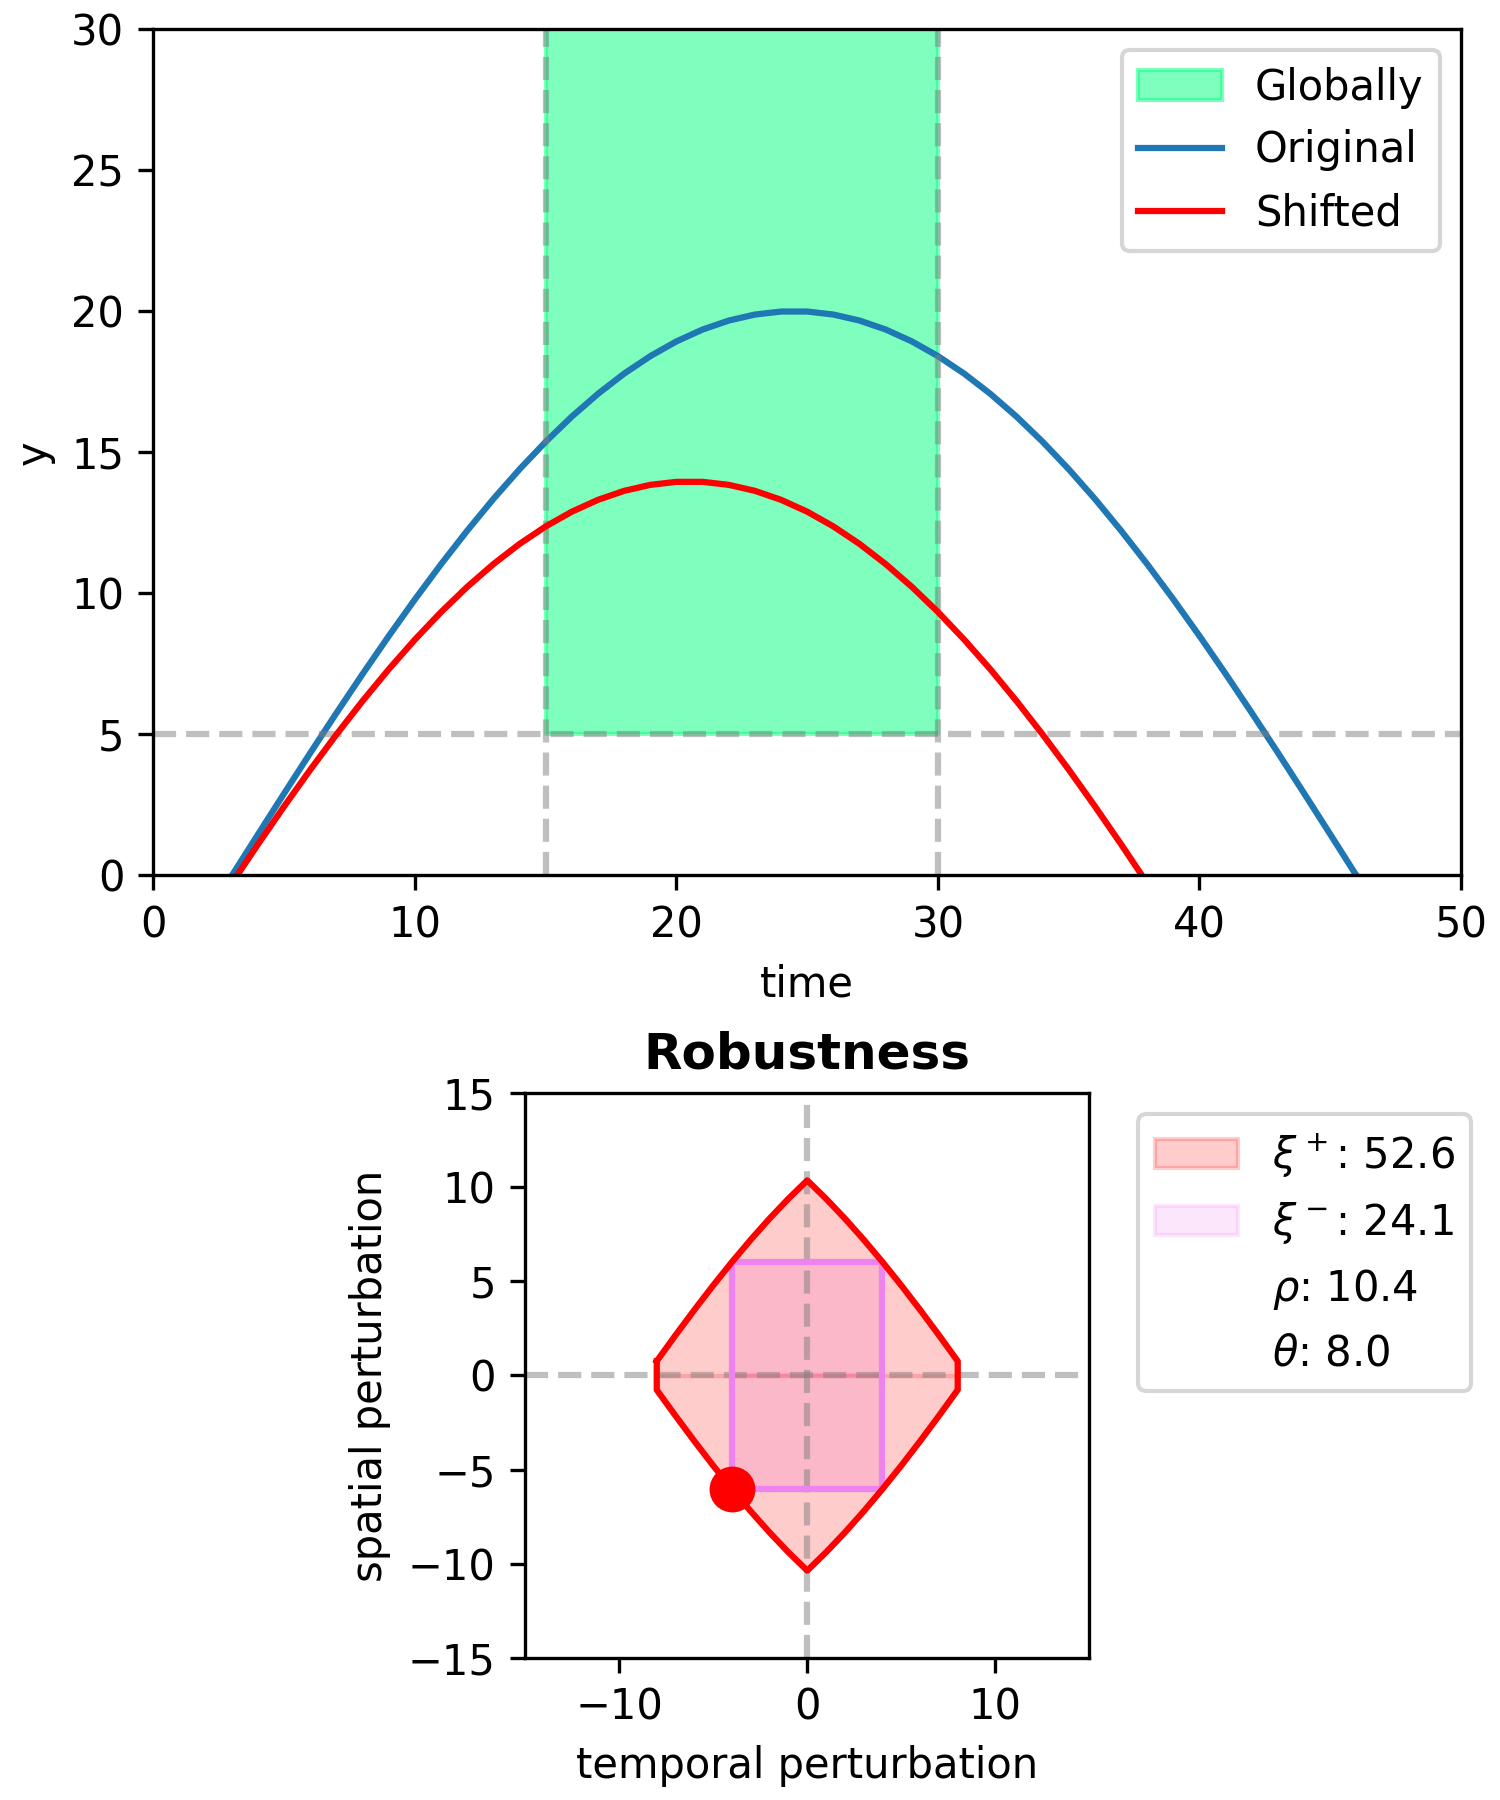 30
25
20
15
10
5
0
y
0 10 20 30 40 50
time
Globally
Original
Shifted
Robustness
15
10
5
0
−5
−10
−15
spatial perturbation
−10 0 10
temporal perturbation
ξ⁺: 52.6
ξ⁻: 24.1
ρ: 10.4
θ: 8.0